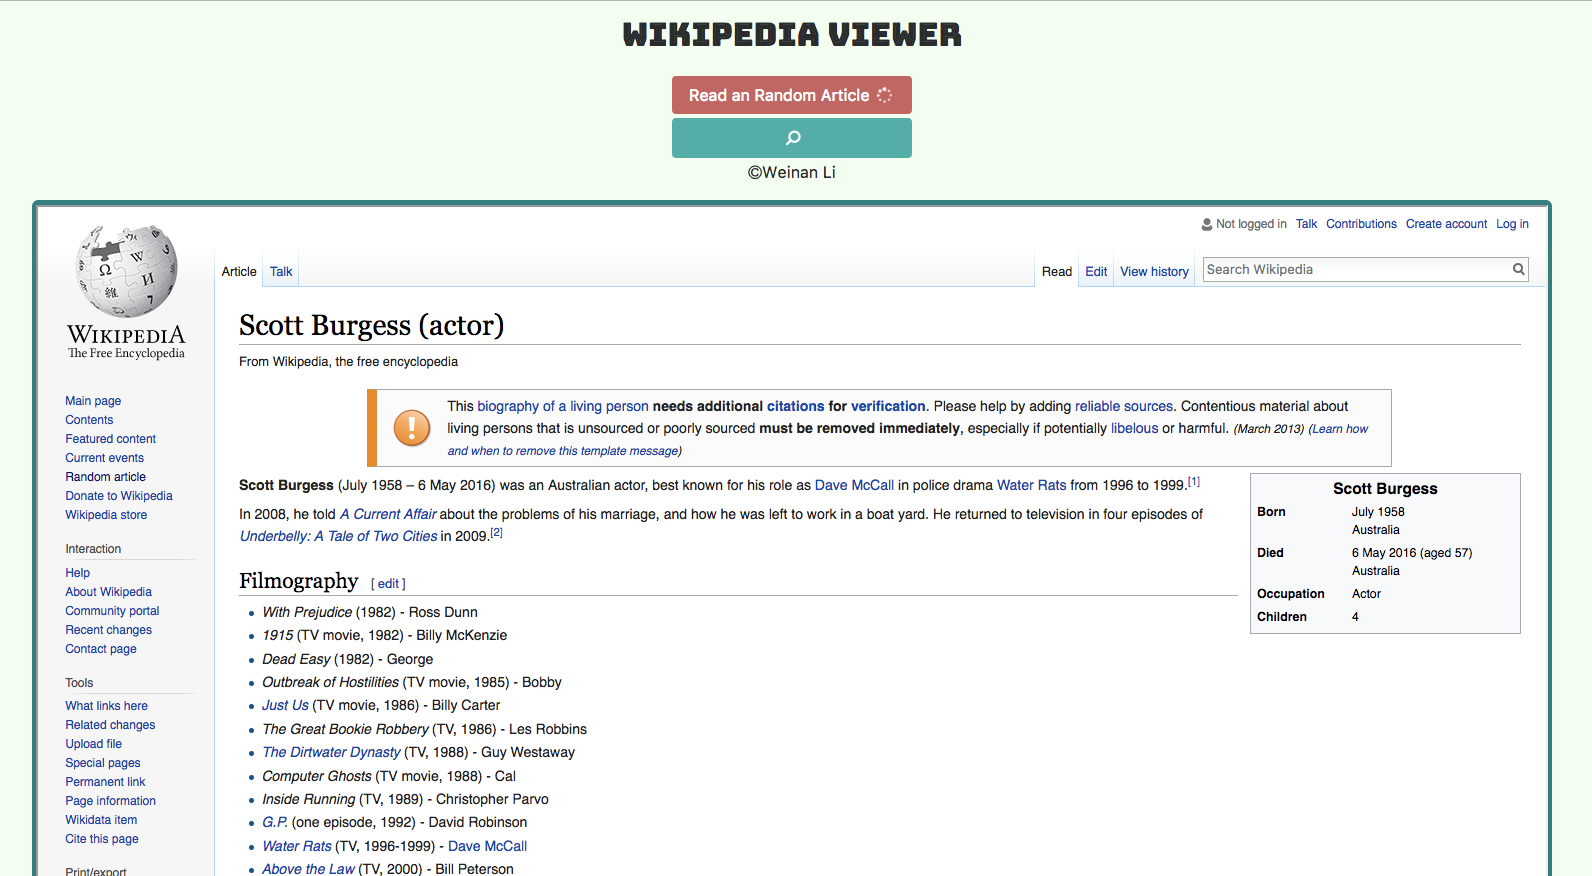 WIKIPEDIA VIEWER
Read an Random Article
©Weinan Li
Not logged in Talk Contributions Create account Log in
Article Talk
Read Edit View history
Search Wikipedia
WIKIPEDIA
The Free Encyclopedia
Main page
Contents
Featured content
Current events
Random article
Donate to Wikipedia
Wikipedia store
Interaction
Help
About Wikipedia
Community portal
Recent changes
Contact page
Tools
What links here
Related changes
Upload file
Special pages
Permanent link
Page information
Wikidata item
Cite this page
Print/export
Scott Burgess (actor)
From Wikipedia, the free encyclopedia
This biography of a living person needs additional citations for verification. Please help by adding reliable sources. Contentious material about
living persons that is unsourced or poorly sourced must be removed immediately, especially if potentially libelous or harmful. (March 2013) (Learn how
and when to remove this template message)
Scott Burgess (July 1958 – 6 May 2016) was an Australian actor, best known for his role as Dave McCall in police drama Water Rats from 1996 to 1999.[1]
In 2008, he told A Current Affair about the problems of his marriage, and how he was left to work in a boat yard. He returned to television in four episodes of
Underbelly: A Tale of Two Cities in 2009.[2]
Scott Burgess
Born July 1958
Australia
Died 6 May 2016 (aged 57)
Australia
Occupation Actor
Children 4
Filmography [ edit ]
• With Prejudice (1982) - Ross Dunn
• 1915 (TV movie, 1982) - Billy McKenzie
• Dead Easy (1982) - George
• Outbreak of Hostilities (TV movie, 1985) - Bobby
• Just Us (TV movie, 1986) - Billy Carter
• The Great Bookie Robbery (TV, 1986) - Les Robbins
• The Dirtwater Dynasty (TV, 1988) - Guy Westaway
• Computer Ghosts (TV movie, 1988) - Cal
• Inside Running (TV, 1989) - Christopher Parvo
• G.P. (one episode, 1992) - David Robinson
• Water Rats (TV, 1996-1999) - Dave McCall
• Above the Law (TV, 2000) - Bill Peterson